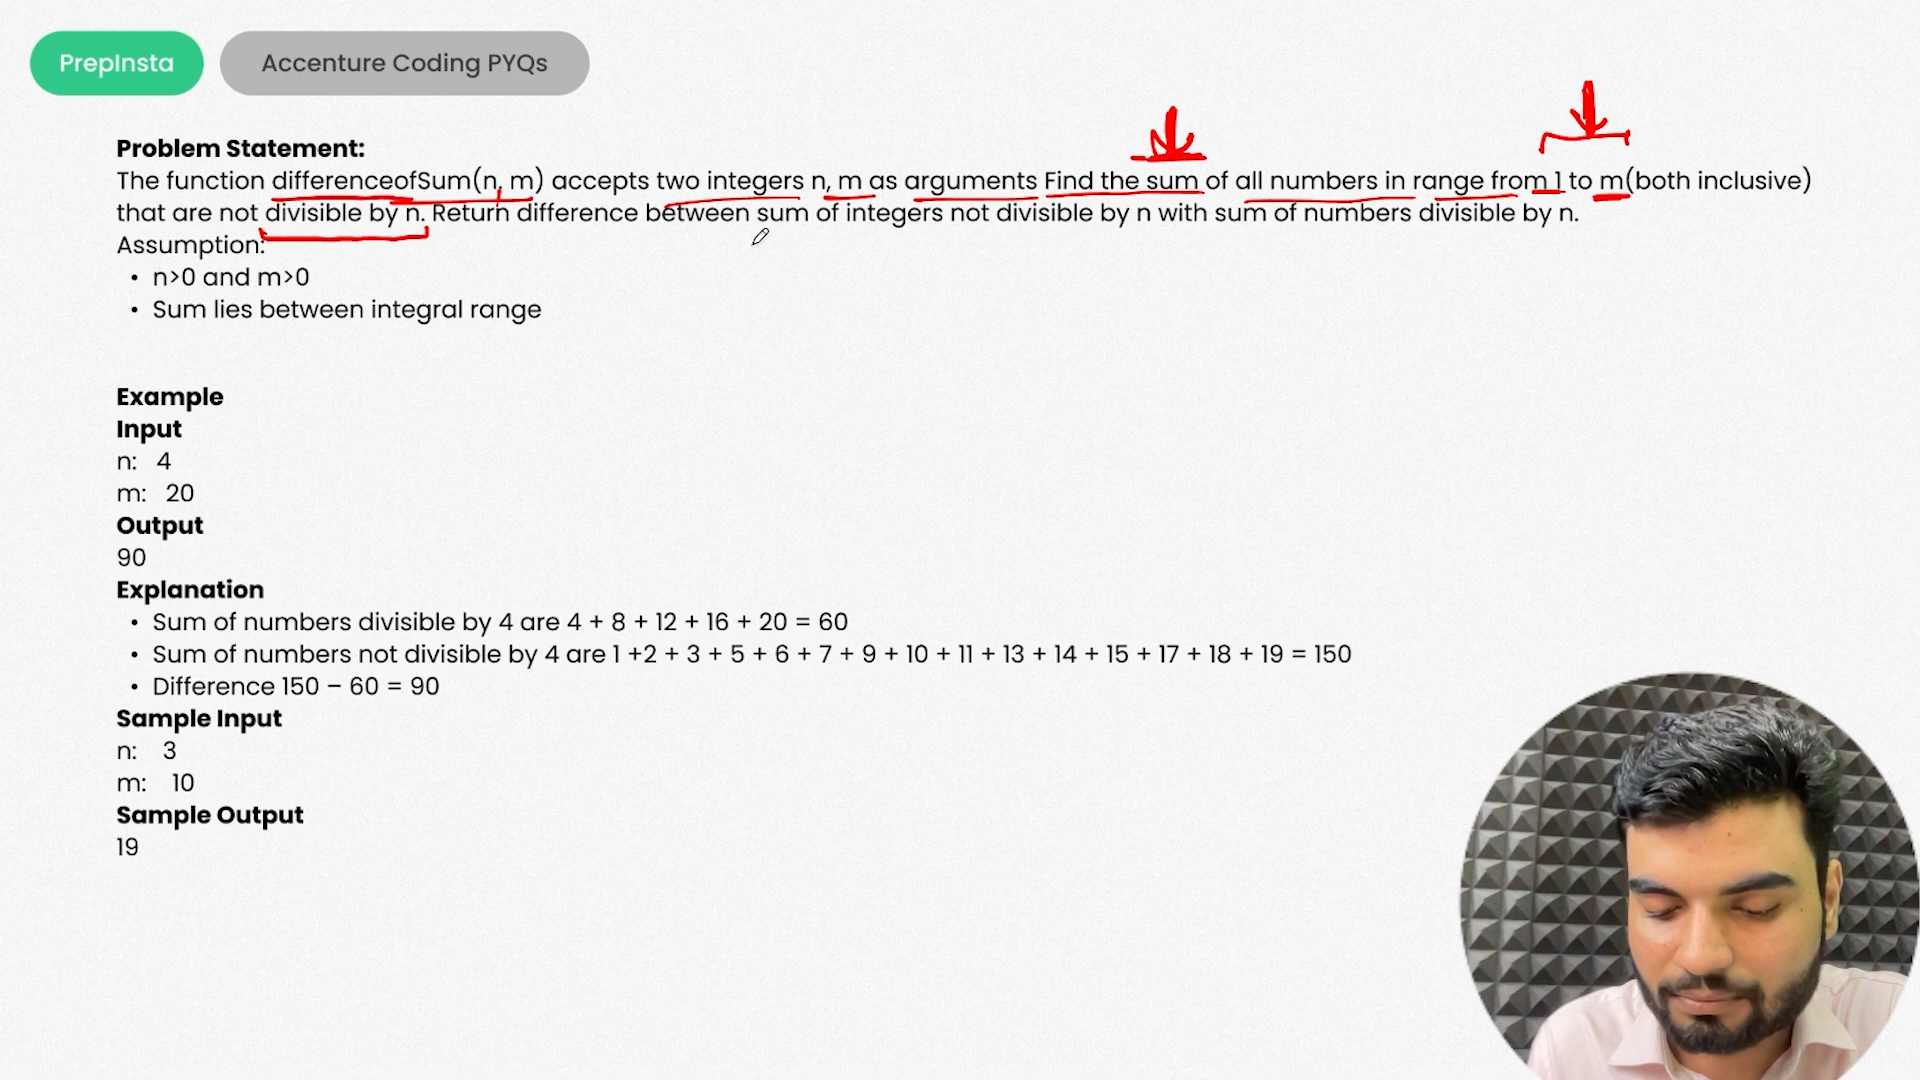 PrepInsta
Accenture Coding PYQs
Problem Statement:
The function differenceofSum(n, m) accepts two integers n, m as arguments Find the sum of all numbers in range from 1 to m(both inclusive)
that are not divisible by n. Return difference between sum of integers not divisible by n with sum of numbers divisible by n.
Assumption:
• n>0 and m>0
• Sum lies between integral range
Example
Input
n: 4
m: 20
Output
90
Explanation
• Sum of numbers divisible by 4 are 4 + 8 + 12 + 16 + 20 = 60
• Sum of numbers not divisible by 4 are 1 +2 + 3 + 5 + 6 + 7 + 9 + 10 + 11 + 13 + 14 + 15 + 17 + 18 + 19 = 150
• Difference 150 – 60 = 90
Sample Input
n: 3
m: 10
Sample Output
19